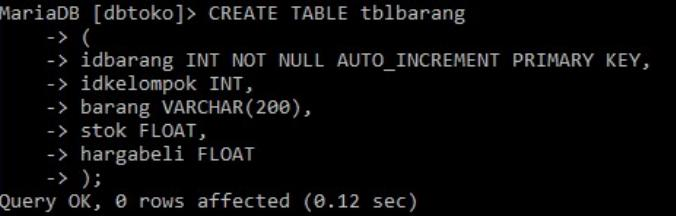 MariaDB [dbtoko]> CREATE TABLE tblbarang
-> (
-> idbarang INT NOT NULL AUTO_INCREMENT PRIMARY KEY,
-> idkelompok INT,
-> barang VARCHAR(200),
-> stok FLOAT,
-> hargabeli FLOAT
-> );
Query OK, 0 rows affected (0.12 sec)